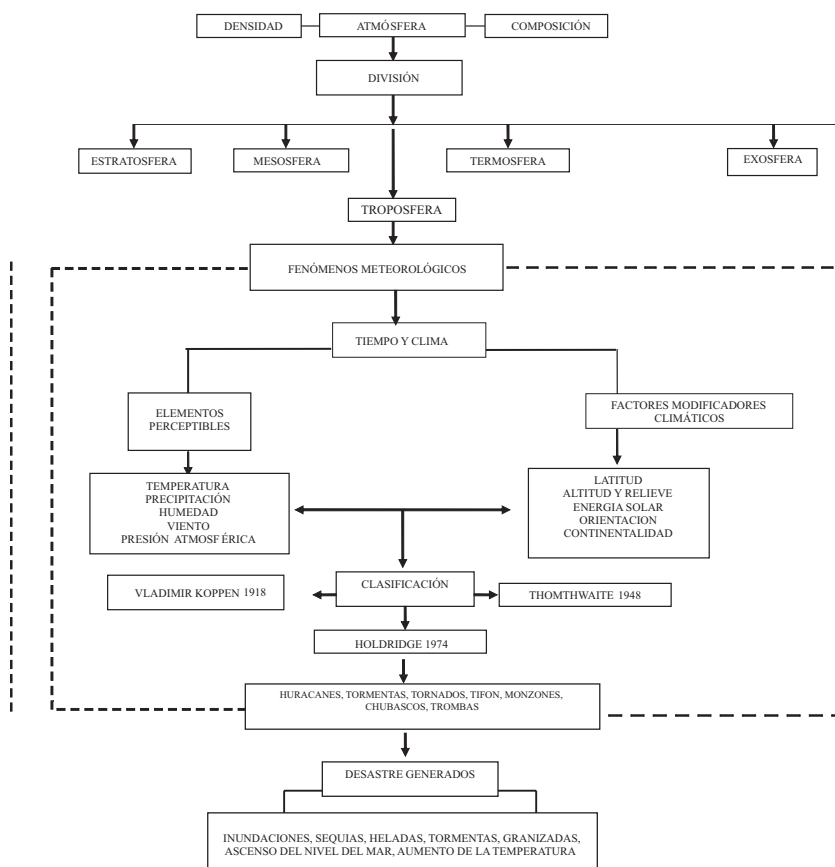 DENSIDAD
ATMÓSFERA
COMPOSICIÓN
DIVISIÓN
ESTRATOSFERA
MESOSFERA
TERMOSFERA
EXOSFERA
TROPOSFERA
FENÓMENOS METEOROLÓGICOS
TIEMPO Y CLIMA
ELEMENTOS
PERCEPTIBLES
FACTORES MODIFICADORES
CLIMÁTICOS
TEMPERATURA
PRECIPITACIÓN
HUMEDAD
VIENTO
PRESIÓN ATMOSFÉRICA
LATITUD
ALTITUD Y RELIEVE
ENERGIA SOLAR
ORIENTACION
CONTINENTALIDAD
CLASIFICACIÓN
VLADIMIR KOPPEN 1918
THOMTHWAITE 1948
HOLDRIDGE 1974
HURACANES, TORMENTAS, TORNADOS, TIFON, MONZONES,
CHUBASCOS, TROMBAS
DESASTRE GENERADOS
INUNDACIONES, SEQUIAS, HELADAS, TORMENTAS, GRANIZADAS,
ASCENSO DEL NIVEL DEL MAR, AUMENTO DE LA TEMPERATURA